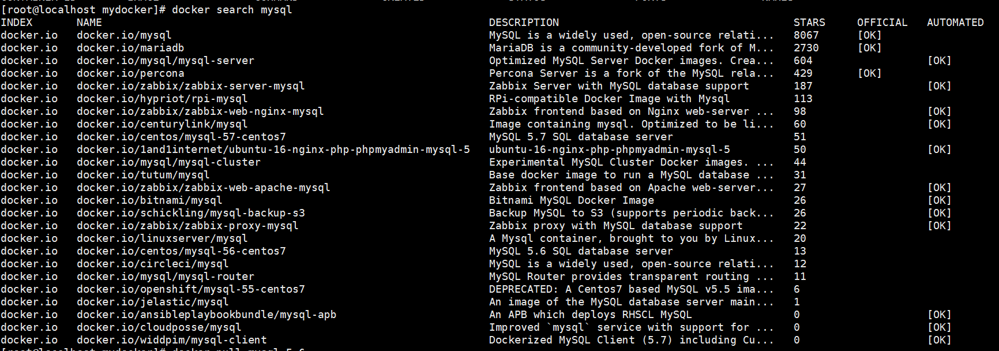 [root@localhost mydocker]# docker search mysql
INDEX NAME DESCRIPTION STARS OFFICIAL AUTOMATED
docker.io docker.io/mysql MySQL is a widely used, open-source relati... 8067 [OK]
docker.io docker.io/mariadb MariaDB is a community-developed fork of M... 2730 [OK]
docker.io docker.io/mysql/mysql-server Optimized MySQL Server Docker images. Crea... 604 [OK]
docker.io docker.io/percona Percona Server is a fork of the MySQL rela... 429 [OK]
docker.io docker.io/zabbix/zabbix-server-mysql Zabbix Server with MySQL database support 187 [OK]
docker.io docker.io/hypriot/rpi-mysql RPi-compatible Docker Image with Mysql 113
docker.io docker.io/zabbix/zabbix-web-nginx-mysql Zabbix frontend based on Nginx web-server ... 98 [OK]
docker.io docker.io/centurylink/mysql Image containing mysql. Optimized to be li... 60 [OK]
docker.io docker.io/centos/mysql-57-centos7 MySQL 5.7 SQL database server 51
docker.io docker.io/1and1internet/ubuntu-16-nginx-php-phpmyadmin-mysql-5 ubuntu-16-nginx-php-phpmyadmin-mysql-5 50 [OK]
docker.io docker.io/mysql/mysql-cluster Experimental MySQL Cluster Docker images. ... 44
docker.io docker.io/tutum/mysql Base docker image to run a MySQL database ... 31
docker.io docker.io/zabbix/zabbix-web-apache-mysql Zabbix frontend based on Apache web-server... 27 [OK]
docker.io docker.io/bitnami/mysql Bitnami MySQL Docker Image 26 [OK]
docker.io docker.io/schickling/mysql-backup-s3 Backup MySQL to S3 (supports periodic back... 26 [OK]
docker.io docker.io/zabbix/zabbix-proxy-mysql Zabbix proxy with MySQL database support 22 [OK]
docker.io docker.io/linuxserver/mysql A Mysql container, brought to you by Linux... 20
docker.io docker.io/centos/mysql-56-centos7 MySQL 5.6 SQL database server 13
docker.io docker.io/circleci/mysql MySQL is a widely used, open-source relati... 12
docker.io docker.io/mysql/mysql-router MySQL Router provides transparent routing ... 11
docker.io docker.io/openshift/mysql-55-centos7 DEPRECATED: A Centos7 based MySQL v5.5 ima... 6
docker.io docker.io/jelastic/mysql An image of the MySQL database server main... 1
docker.io docker.io/ansibleplaybookbundle/mysql-apb An APB which deploys RHSCL MySQL 0 [OK]
docker.io docker.io/cloudposse/mysql Improved `mysql` service with support for ... 0 [OK]
docker.io docker.io/widdpim/mysql-client Dockerized MySQL Client (5.7) including Cu... 0 [OK]
[root@localhost mydocker]# docker pull